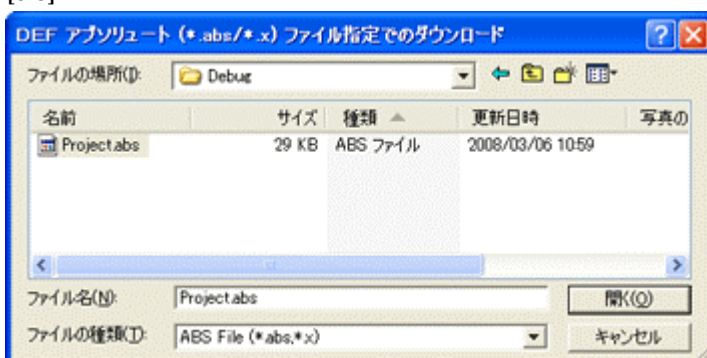 DEF アブソリュート (*.abs/*.x) ファイル指定でのダウンロード
ファイルの場所(I):
Debug
名前 サイズ 種類 更新日時 写真の
Project.abs 29 KB ABS ファイル 2008/03/06 10:59
ファイル名(N): Project.abs 開く(O)
ファイルの種類(T): ABS File (*.abs,*.x) キャンセル